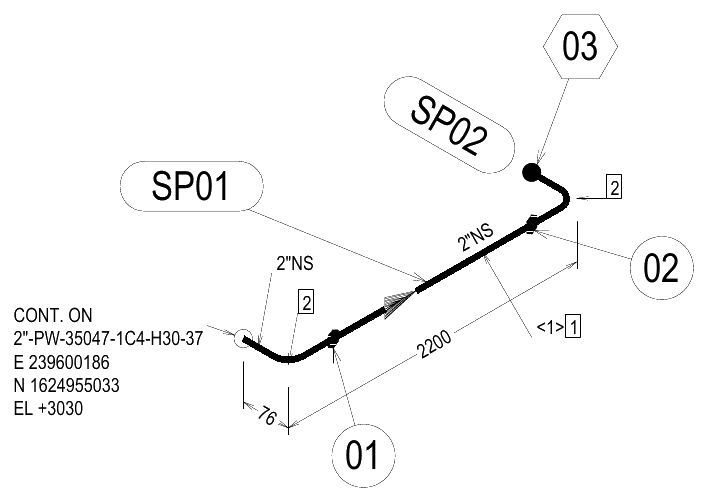 03
SP02
SP01
2
2"NS
02
2"NS
2
CONT. ON
2"-PW-35047-1C4-H30-37
E 239600186
N 1624955033
EL +3030
<1> 1
2200
76
01